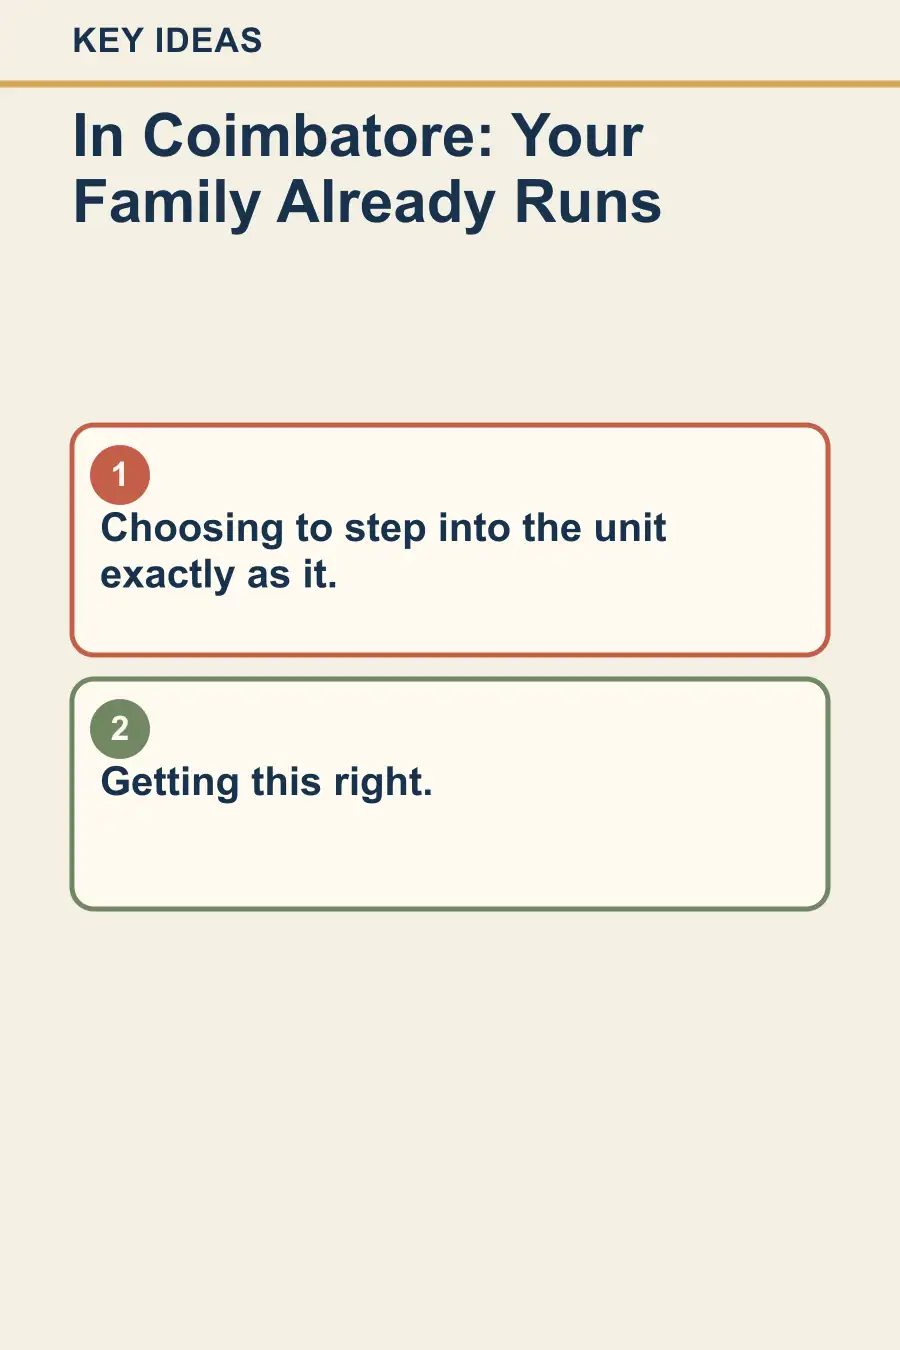 KEY IDEAS
In Coimbatore: Your
Family Already Runs
1
Choosing to step into the unit
exactly as it.
2
Getting this right.